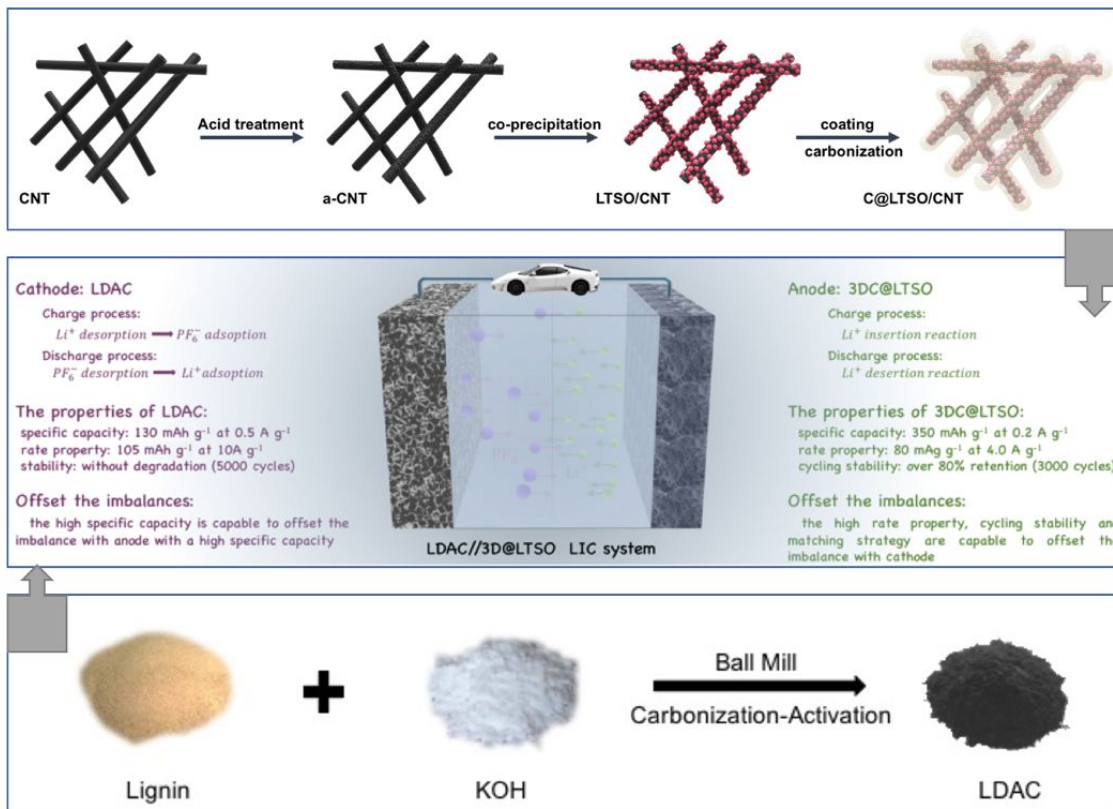 Acid treatment
co-precipitation
coating
carbonization
CNT
a-CNT
LTSO/CNT
C@LTSO/CNT
Cathode: LDAC
Charge process:
Li⁺ desorption ⟶ PF₆⁻ adsoption
Discharge process:
PF₆⁻ desorption ⟶ Li⁺ adsoption
The properties of LDAC:
specific capacity: 130 mAh g⁻¹ at 0.5 A g⁻¹
rate property: 105 mAh g⁻¹ at 10A g⁻¹
stability: without degradation (5000 cycles)
Offset the imbalances:
the high specific capacity is capable to offset the
imbalance with anode with a high specific capacity
PF₆⁻
Li⁺
LDAC//3D@LTSO LIC system
Anode: 3DC@LTSO
Charge process:
Li⁺ insertion reaction
Discharge process:
Li⁺ desertion reaction
The properties of 3DC@LTSO:
specific capacity: 350 mAh g⁻¹ at 0.2 A g⁻¹
rate property: 80 mAg g⁻¹ at 4.0 A g⁻¹
cycling stability: over 80% retention (3000 cycles)
Offset the imbalances:
the high rate property, cycling stability an
matching strategy are capable to offset th
imbalance with cathode
Lignin
+
KOH
Ball Mill
Carbonization-Activation
LDAC